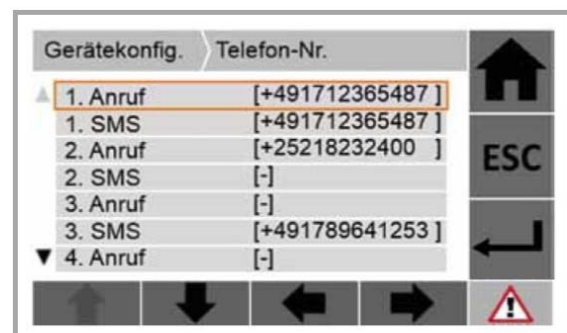 Gerätekonfig. Telefon-Nr.
1. Anruf [+491712365487 ]
1. SMS [+491712365487 ]
2. Anruf [+25218232400 ]
2. SMS [-]
3. Anruf [-]
3. SMS [+491789641253 ]
4. Anruf [-]
ESC